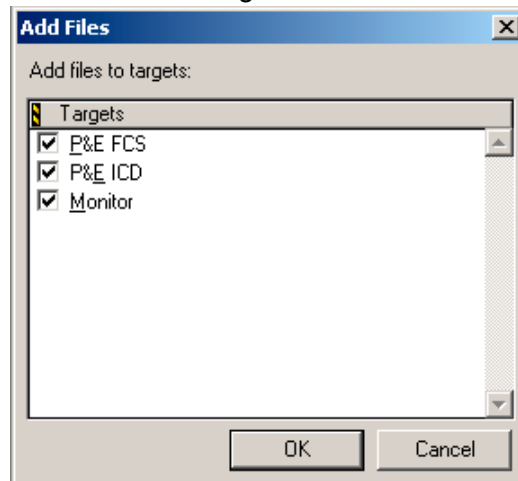 Add Files
Add files to targets:
Targets
P&E FCS
P&E ICD
Monitor
OK Cancel